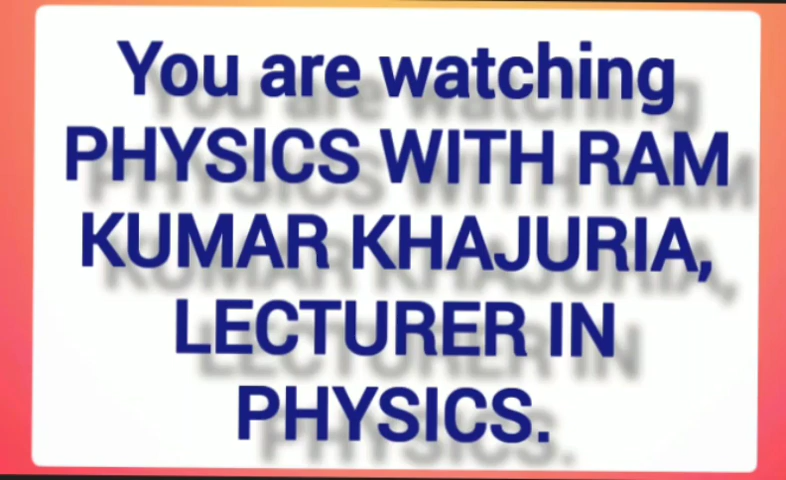 You are watching
PHYSICS WITH RAM
KUMAR KHAJURIA,
LECTURER IN
PHYSICS.